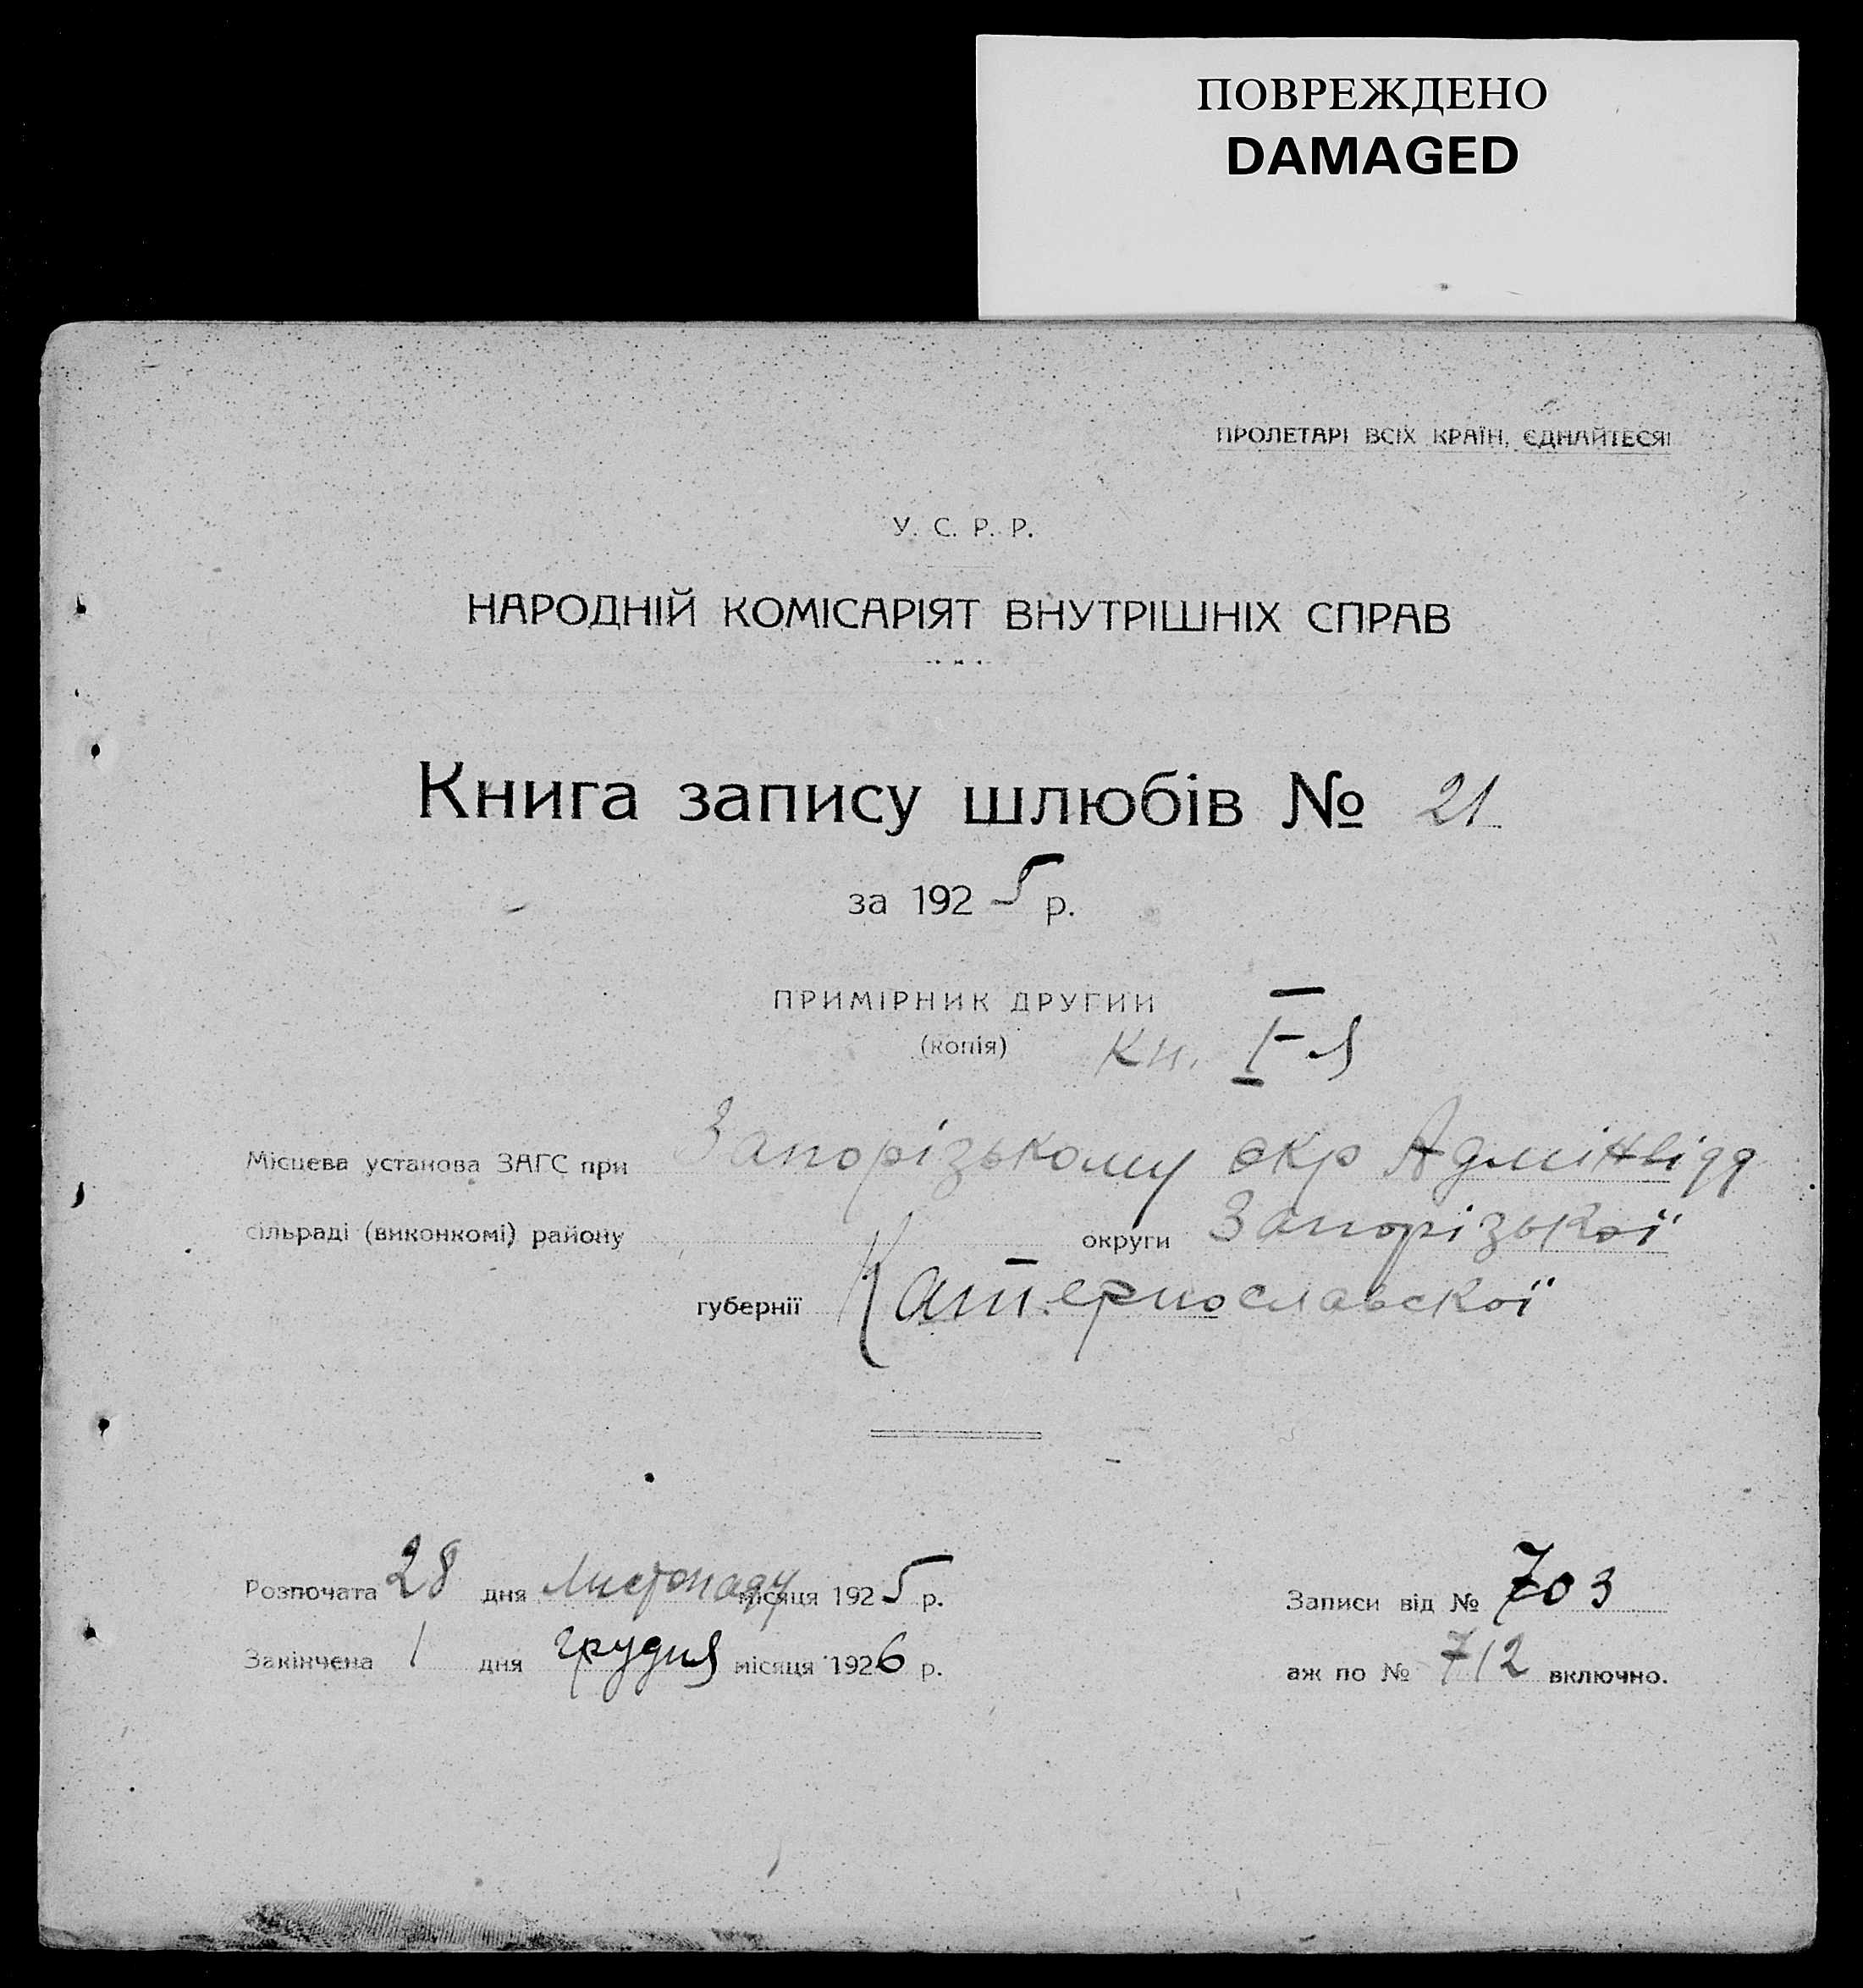 ПОВРЕЖДЕНО
DAMAGED
ПРОЛЕТАРІ ВСІХ КРАЇН, ЄДНАЙТЕСЯ!
У. С. Р. Р.
НАРОДНІЙ КОМІСАРІЯТ ВНУТРІШНІХ СПРАВ
Книга запису шлюбів № 21
за 1925 р.
ПРИМІРНИК ДРУГИЙ
(копія) Кн. I-я
Місцева установа ЗАГС при Запорізькому окр Адмінвідд
сільраді (виконкомі) району округи Запорізької
губернії Катернославскої
Розпочата 28 дня Листопаду місяця 1925 р. Записи від № 703
Закінчена 1 дня грудня місяця 1926 р. аж по № 712 включно.